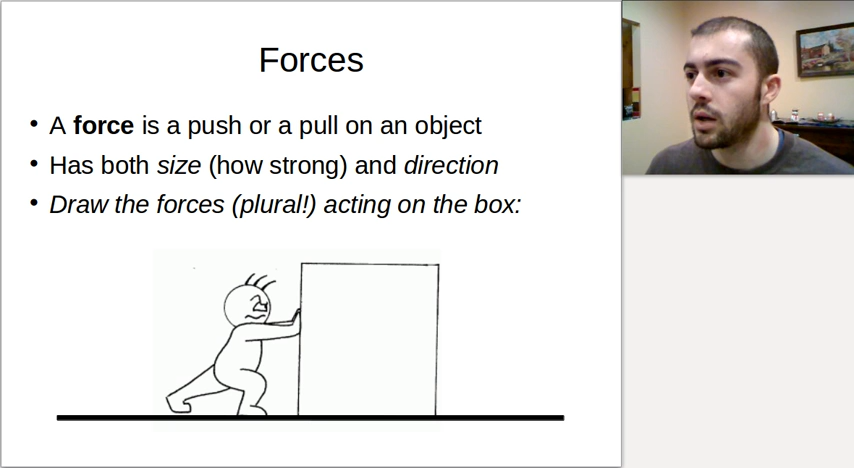 Forces
• A force is a push or a pull on an object
• Has both size (how strong) and direction
• Draw the forces (plural!) acting on the box: